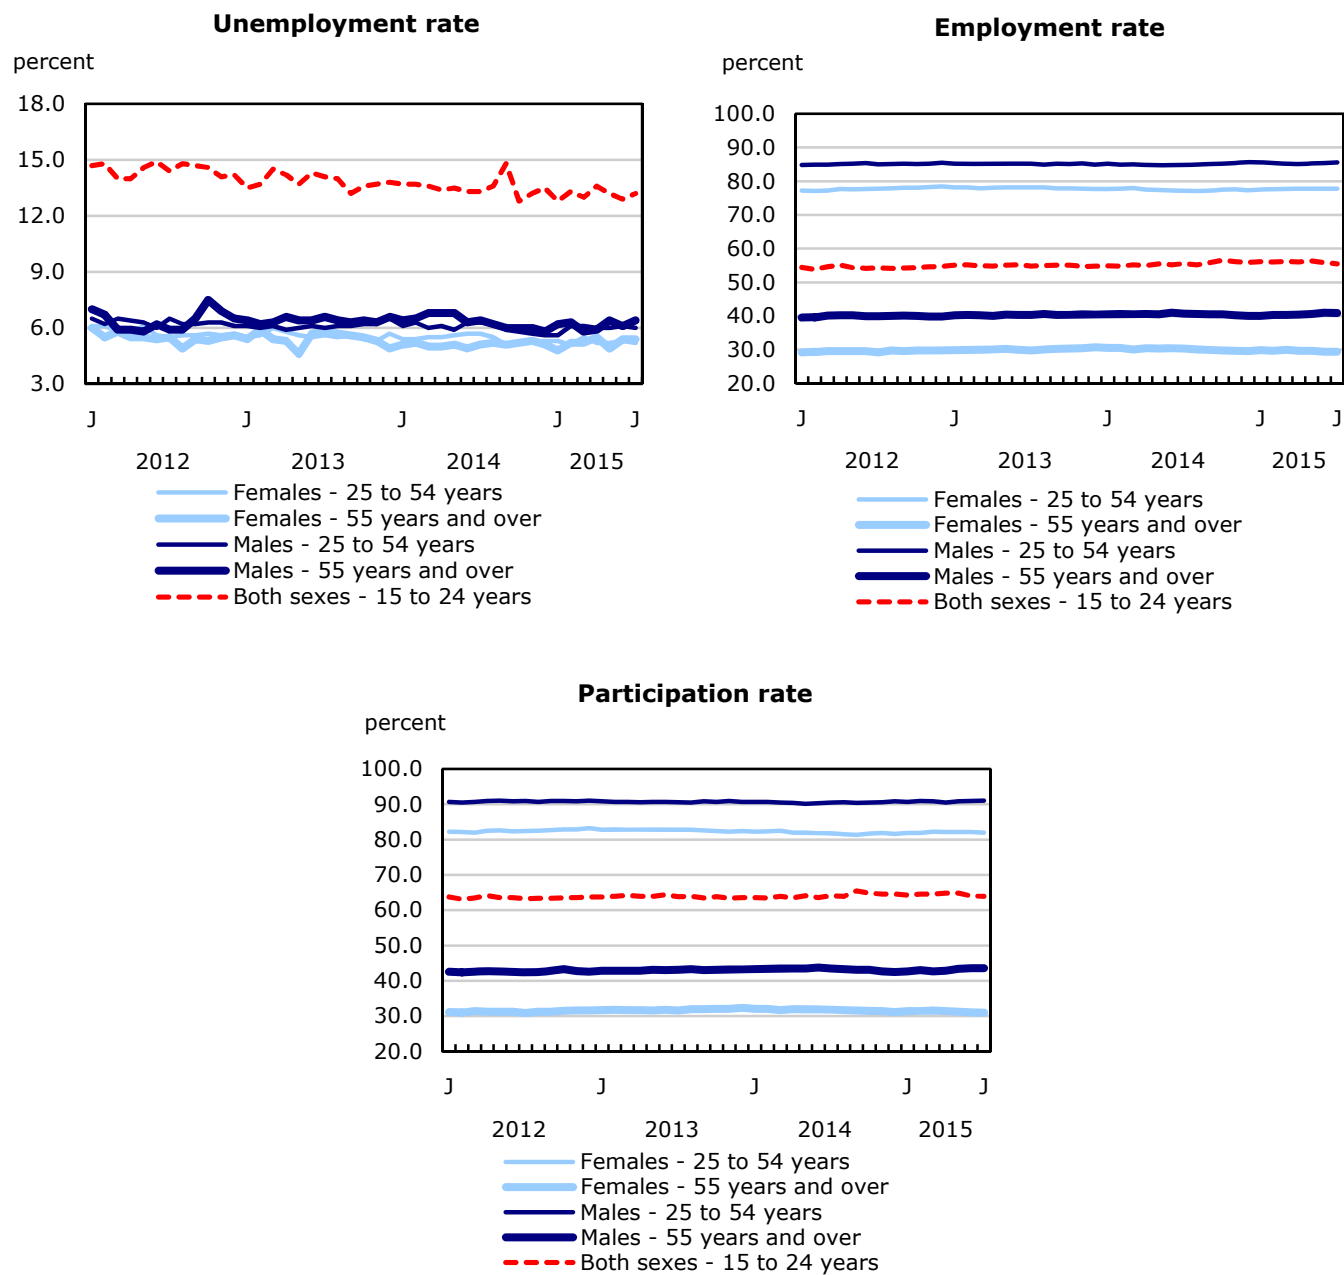 Unemployment rate
percent
18.0
15.0
12.0
9.0
6.0
3.0
J J J J J
2012 2013 2014 2015
Females - 25 to 54 years
Females - 55 years and over
Males - 25 to 54 years
Males - 55 years and over
Both sexes - 15 to 24 years
Employment rate
percent
100.0
90.0
80.0
70.0
60.0
50.0
40.0
30.0
20.0
J J J J J
2012 2013 2014 2015
Females - 25 to 54 years
Females - 55 years and over
Males - 25 to 54 years
Males - 55 years and over
Both sexes - 15 to 24 years
Participation rate
percent
100.0
90.0
80.0
70.0
60.0
50.0
40.0
30.0
20.0
J J J J J
2012 2013 2014 2015
Females - 25 to 54 years
Females - 55 years and over
Males - 25 to 54 years
Males - 55 years and over
Both sexes - 15 to 24 years